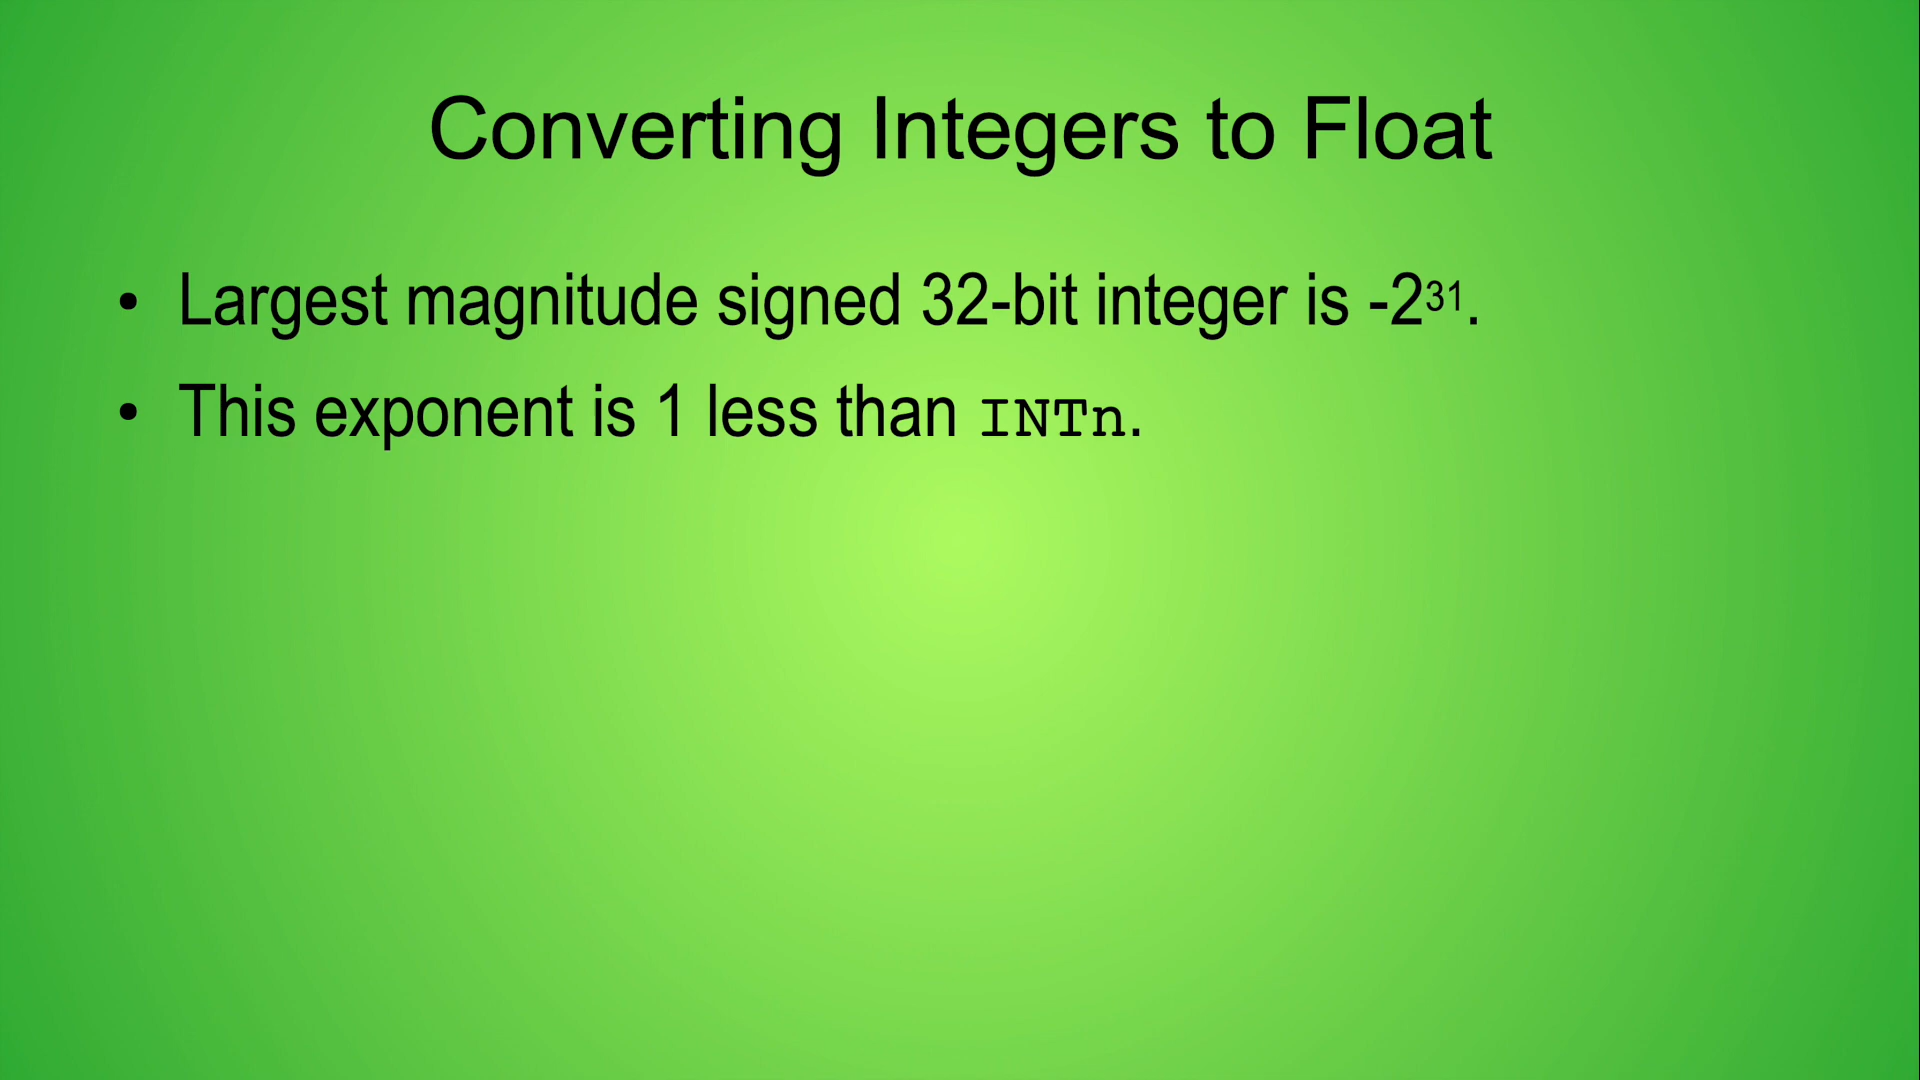 Converting Integers to Float
• Largest magnitude signed 32-bit integer is -2³¹.
• This exponent is 1 less than INTn.